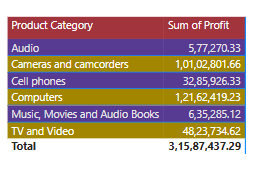 Product Category Sum of Profit
Audio 5,77,270.33
Cameras and camcorders 1,01,02,801.66
Cell phones 32,85,926.33
Computers 1,21,62,419.23
Music, Movies and Audio Books 6,35,285.12
TV and Video 48,23,734.62
Total 3,15,87,437.29